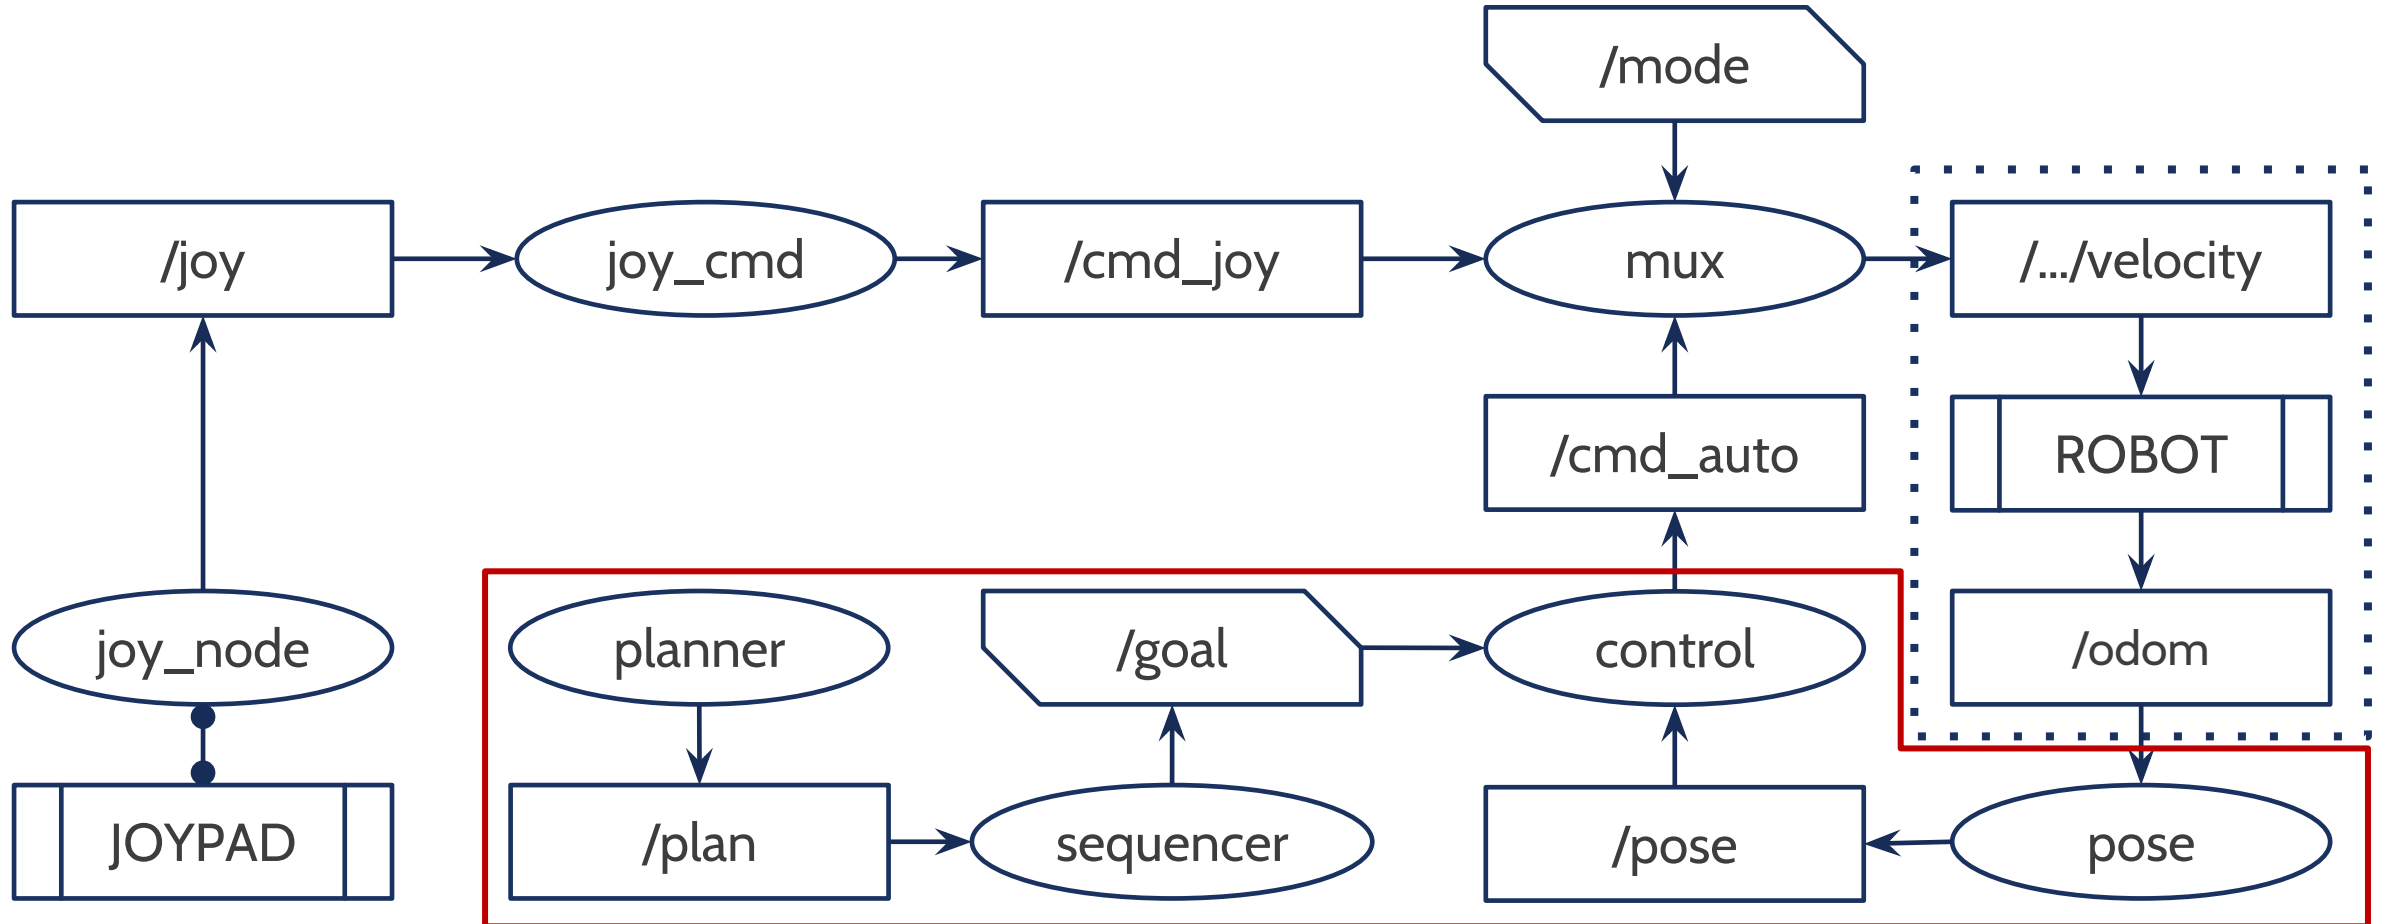 /mode
/joy
joy_cmd
/cmd_joy
mux
/.../velocity
/cmd_auto
ROBOT
joy_node
planner
/goal
control
/odom
JOYPAD
/plan
sequencer
/pose
pose